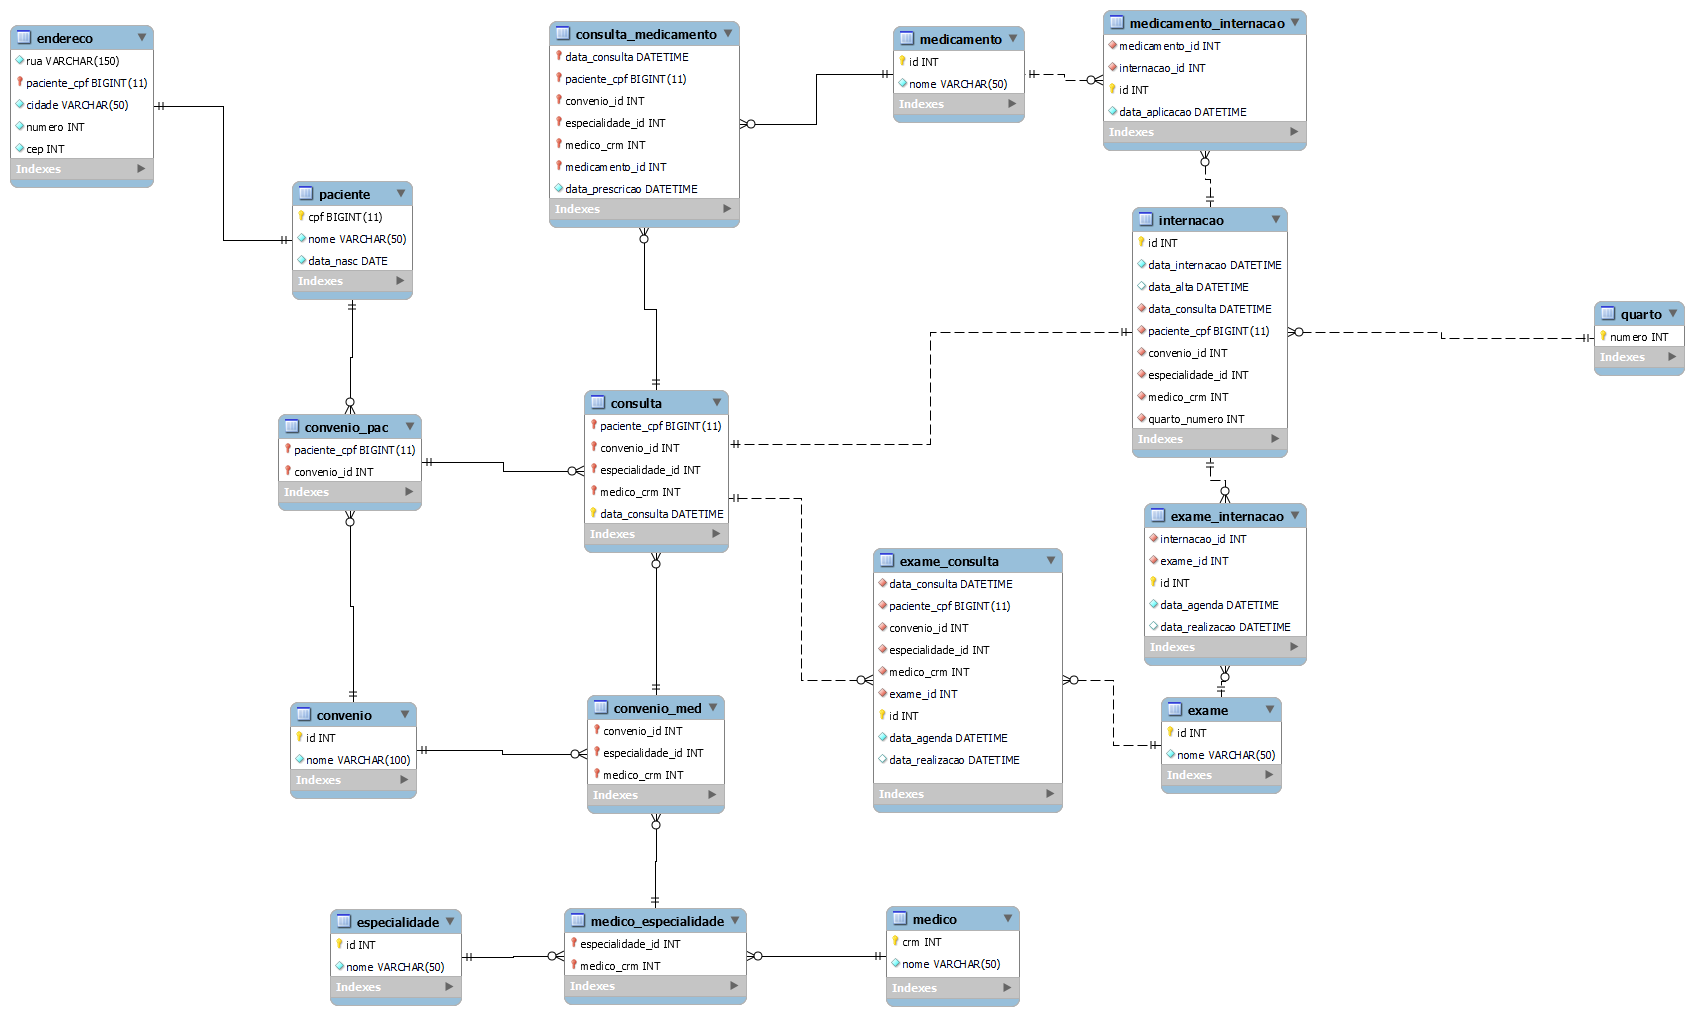 endereco
rua VARCHAR(150)
paciente_cpf BIGINT(11)
cidade VARCHAR(50)
numero INT
cep INT
Indexes
paciente
cpf BIGINT(11)
nome VARCHAR(50)
data_nasc DATE
Indexes
consulta_medicamento
data_consulta DATETIME
paciente_cpf BIGINT(11)
convenio_id INT
especialidade_id INT
medico_crm INT
medicamento_id INT
data_prescricao DATETIME
Indexes
medicamento
id INT
nome VARCHAR(50)
Indexes
medicamento_internacao
medicamento_id INT
internacao_id INT
id INT
data_aplicacao DATETIME
Indexes
internacao
id INT
data_internacao DATETIME
data_alta DATETIME
data_consulta DATETIME
paciente_cpf BIGINT(11)
convenio_id INT
especialidade_id INT
medico_crm INT
quarto_numero INT
Indexes
quarto
numero INT
Indexes
convenio_pac
paciente_cpf BIGINT(11)
convenio_id INT
Indexes
consulta
paciente_cpf BIGINT(11)
convenio_id INT
especialidade_id INT
medico_crm INT
data_consulta DATETIME
Indexes
exame_consulta
data_consulta DATETIME
paciente_cpf BIGINT(11)
convenio_id INT
especialidade_id INT
medico_crm INT
exame_id INT
id INT
data_agenda DATETIME
data_realizacao DATETIME
Indexes
exame_internacao
internacao_id INT
exame_id INT
id INT
data_agenda DATETIME
data_realizacao DATETIME
Indexes
convenio
id INT
nome VARCHAR(100)
Indexes
convenio_med
convenio_id INT
especialidade_id INT
medico_crm INT
Indexes
exame
id INT
nome VARCHAR(50)
Indexes
especialidade
id INT
nome VARCHAR(50)
Indexes
medico_especialidade
especialidade_id INT
medico_crm INT
Indexes
medico
crm INT
nome VARCHAR(50)
Indexes